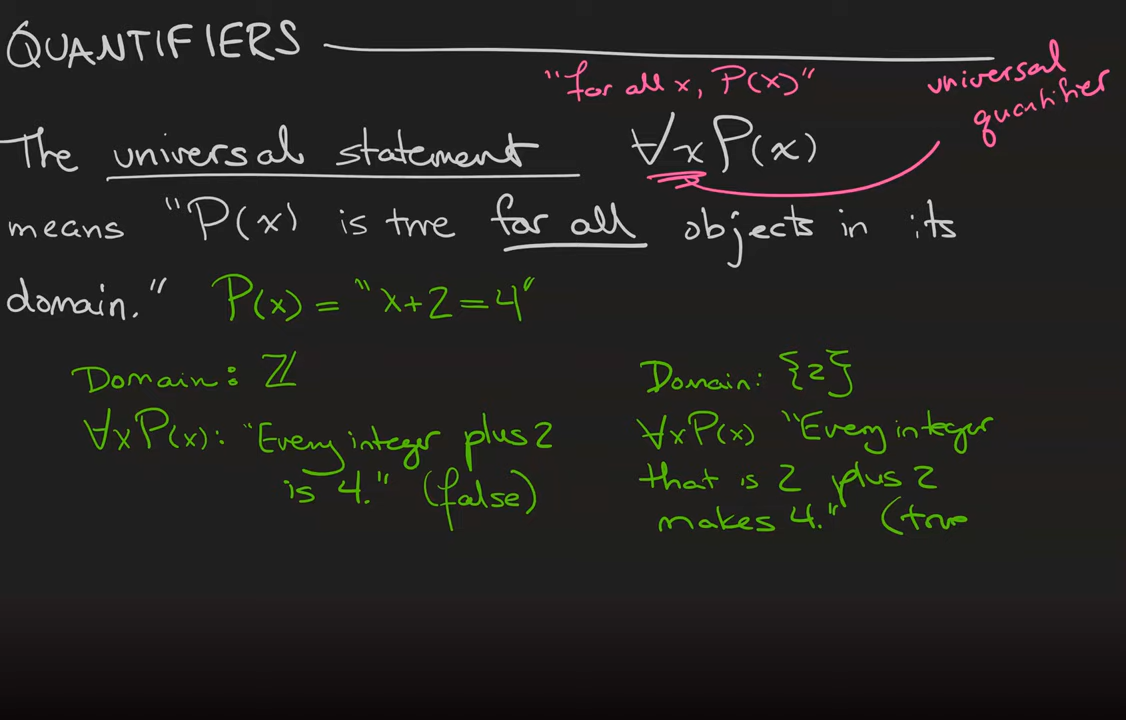 QUANTIFIERS
"for all x, P(x)"
universal
quantifier
The universal statement ∀x P(x)
means "P(x) is true for all objects in its
domain." P(x) = "x+2=4"
Domain: ℤ
∀x P(x): "Every integer plus 2
is 4." (false)
Domain: {2}
∀x P(x) "Every integer
that is 2 plus 2
makes 4." (true